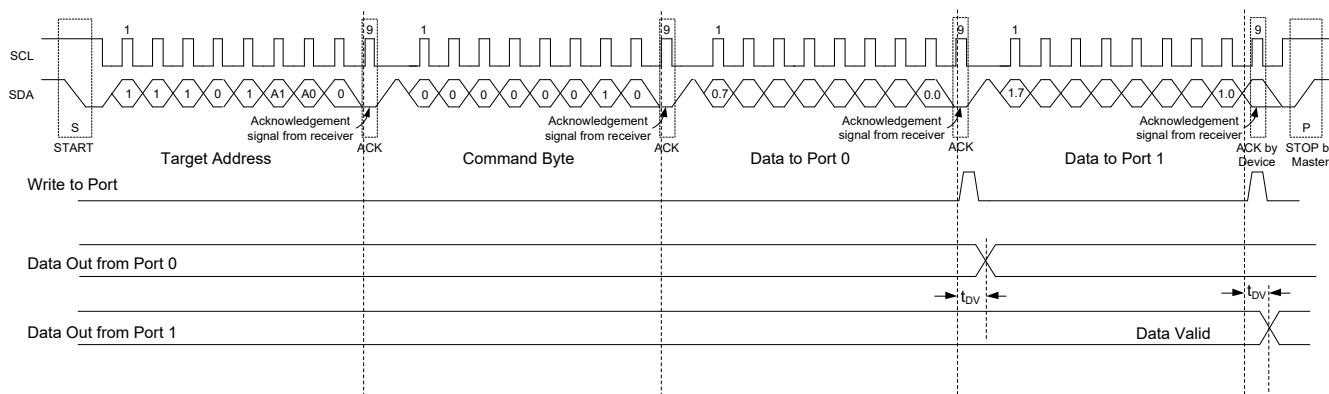 1 9 1 9 1 9 1 9
SCL
SDA 1 1 1 0 1 A1 A0 0 0 0 0 0 0 0 1 0 0.7 0.0 1.7 1.0
Acknowledgement
signal from receiver
Acknowledgement
signal from receiver
Acknowledgement
signal from receiver
Acknowledgement
signal from receiver
S
START
ACK
ACK
ACK
ACK by
Device
P
STOP b
Master
Target Address
Command Byte
Data to Port 0
Data to Port 1
Write to Port
Data Out from Port 0
tDV
tDV
Data Out from Port 1
Data Valid